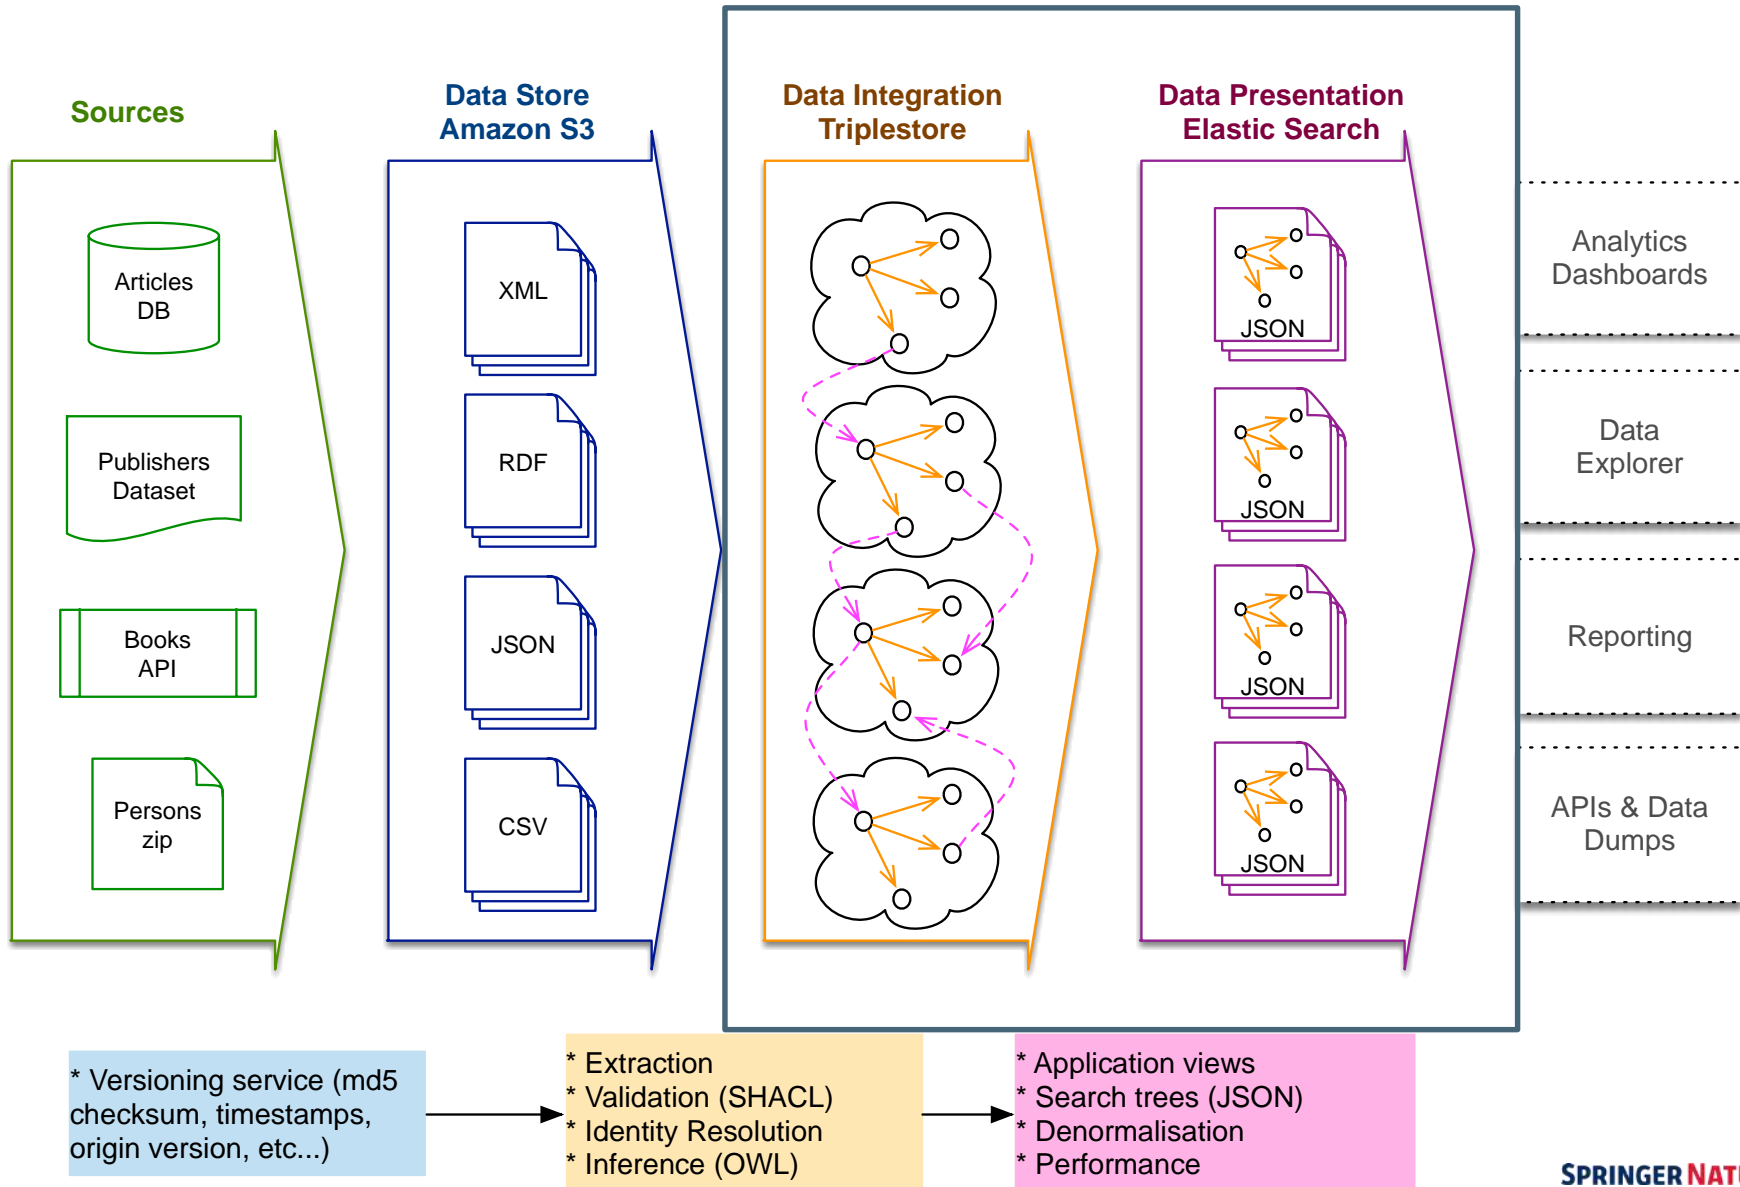 Sources
Data Store
Amazon S3
Data Integration
Triplestore
Data Presentation
Elastic Search
Articles
DB
Publishers
Dataset
Books
API
Persons
zip
XML
RDF
JSON
CSV
JSON
JSON
JSON
JSON
Analytics
Dashboards
Data
Explorer
Reporting
APIs & Data
Dumps
* Versioning service (md5
checksum, timestamps,
origin version, etc...)
* Extraction
* Validation (SHACL)
* Identity Resolution
* Inference (OWL)
* Application views
* Search trees (JSON)
* Denormalisation
* Performance
SPRINGER